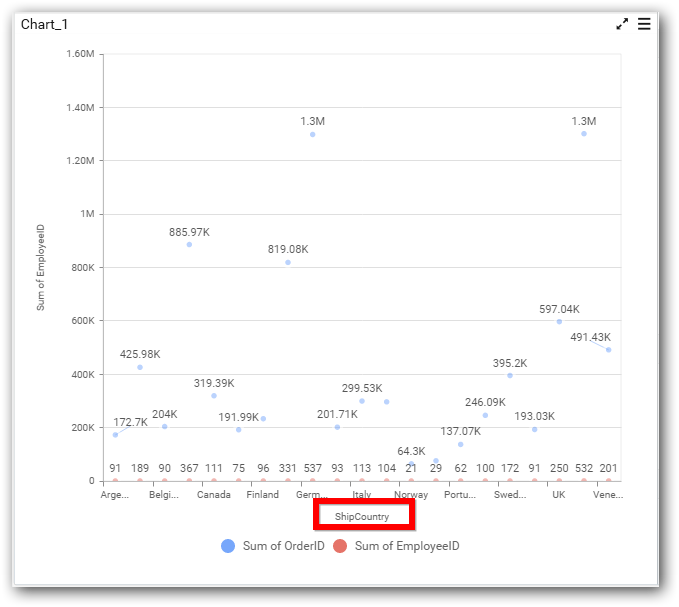 Chart_1
1.60M
1.40M
1.3M 1.3M
1.20M
1M
885.97K
819.08K
800K
Sum of EmployeeID
600K
597.04K
491.43K
425.98K
400K
395.2K
319.39K
299.53K
246.09K
200K
172.7K 204K 191.99K 201.71K 193.03K
137.07K
64.3K
91 189 90 367 111 75 96 331 537 93 113 104 21 29 62 100 172 91 250 532 201
0
Arge... Belgi... Canada Finland Germ... Italy Norway Portu... Swed... UK Vene...
ShipCountry
Sum of OrderID Sum of EmployeeID